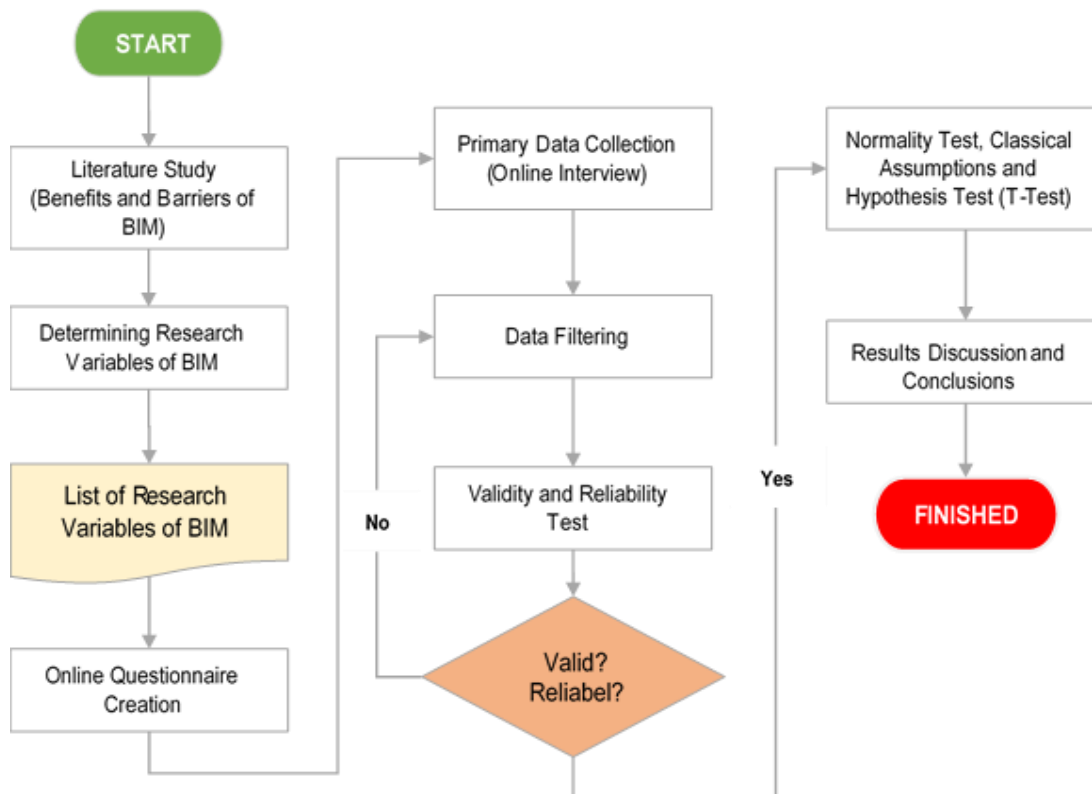 START
Literature Study
(Benefits and Barriers of
BIM)
Determining Research
Variables of BIM
List of Research
Variables of BIM
Online Questionnaire
Creation
Primary Data Collection
(Online Interview)
Data Filtering
Validity and Reliability
Test
Valid?
Reliabel?
No
Yes
Normality Test, Classical
Assumptions and
Hypothesis Test (T-Test)
Results Discussion and
Conclusions
FINISHED